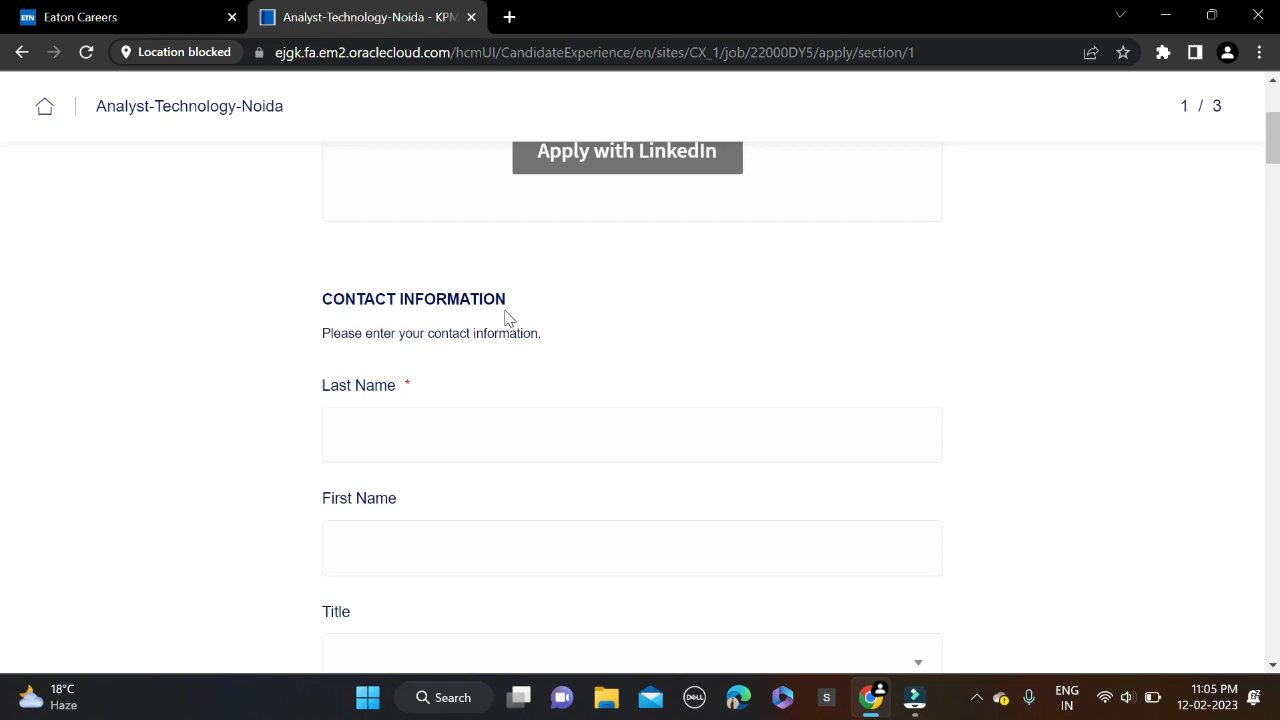 Eaton Careers
Analyst-Technology-Noida - KPM
Location blocked
ejgk.fa.em2.oraclecloud.com/hcmUI/CandidateExperience/en/sites/CX_1/job/22000DY5/apply/section/1
Analyst-Technology-Noida
1 / 3
Apply with LinkedIn
CONTACT INFORMATION
Please enter your contact information.
Last Name *
First Name
Title
18°C
Haze
Search
DELL
S
ENG
IN
11:05 PM
12-02-2023